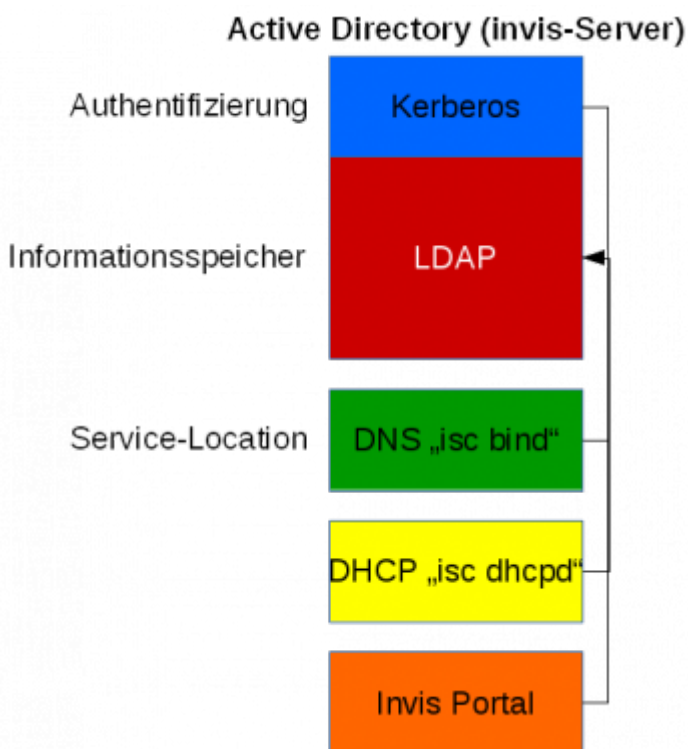 Active Directory (invis-Server)
Authentifizierung
Kerberos
Informationsspeicher
LDAP
Service-Location
DNS „isc bind“
DHCP „isc dhcpd“
Invis Portal